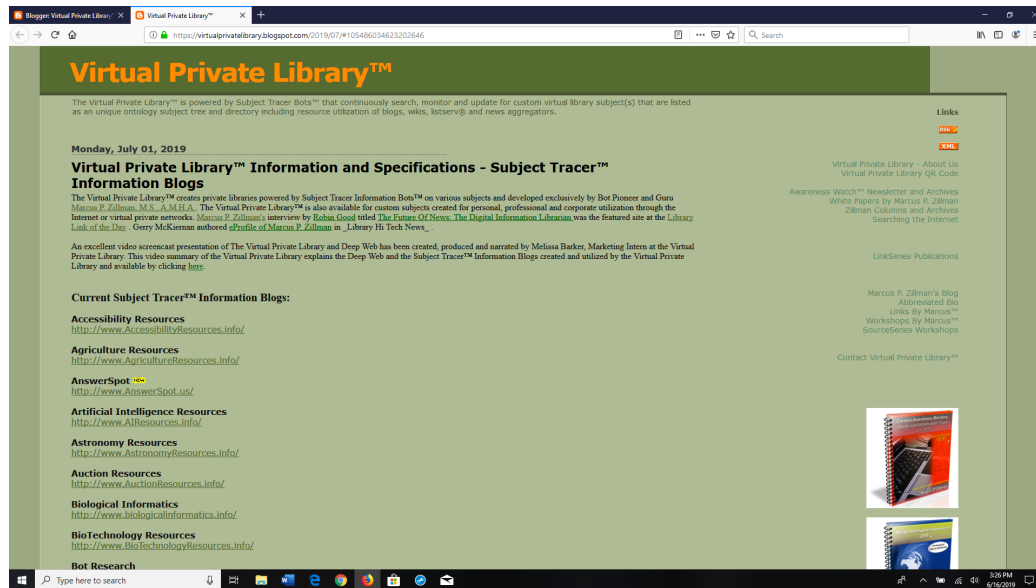 Blogger: Virtual Private Library
Virtual Private Library™
https://virtualprivatelibrary.blogspot.com/2019/07/#105486034623202646
Search
Virtual Private Library™
The Virtual Private Library™ is powered by Subject Tracer Bots™ that continuously search, monitor and update for custom virtual library subject(s) that are listed
as an unique ontology subject tree and directory including resource utilization of blogs, wikis, listserv® and news aggregators.
Monday, July 01, 2019
Virtual Private Library™ Information and Specifications - Subject Tracer™
Information Blogs
The Virtual Private Library™ creates private libraries powered by Subject Tracer Information Bots™ on various subjects and developed exclusively by Bot Pioneer and Guru
Marcus P. Zillman, M.S., A.M.H.A. The Virtual Private Library™ is also available for custom subjects created for personal, professional and corporate utilization through the
Internet or virtual private networks. Marcus P. Zillman's interview by Robin Good titled The Future Of News: The Digital Information Librarian was the featured site at the Library
Link of the Day . Gerry McKiernan authored eProfile of Marcus P. Zillman in _Library Hi Tech News_ .
An excellent video screencast presentation of The Virtual Private Library and Deep Web has been created, produced and narrated by Melissa Barker, Marketing Intern at the Virtual
Private Library. This video summary of the Virtual Private Library explains the Deep Web and the Subject Tracer™ Information Blogs created and utilized by the Virtual Private
Library and available by clicking here.
Current Subject Tracer™ Information Blogs:
Accessibility Resources
http://www.AccessibilityResources.info/
Agriculture Resources
http://www.AgricultureResources.info/
AnswerSpot NEW
http://www.AnswerSpot.us/
Artificial Intelligence Resources
http://www.AIResources.info/
Astronomy Resources
http://www.AstronomyResources.info/
Auction Resources
http://www.AuctionResources.info/
Biological Informatics
http://www.biologicalinformatics.info/
BioTechnology Resources
http://www.BioTechnologyResources.info/
Bot Research
Links
RSS
XML
Virtual Private Library - About Us
Virtual Private Library QR Code
Awareness Watch™ Newsletter and Archives
White Papers by Marcus P. Zillman
Zillman Columns and Archives
Searching the Internet
LinkSeries Publications
Marcus P. Zillman's Blog
Abbreviated Bio
Links By Marcus™
Workshops By Marcus™
SourceSeries Workshops
Contact Virtual Private Library™
Type here to search
3:26 PM
6/16/2019